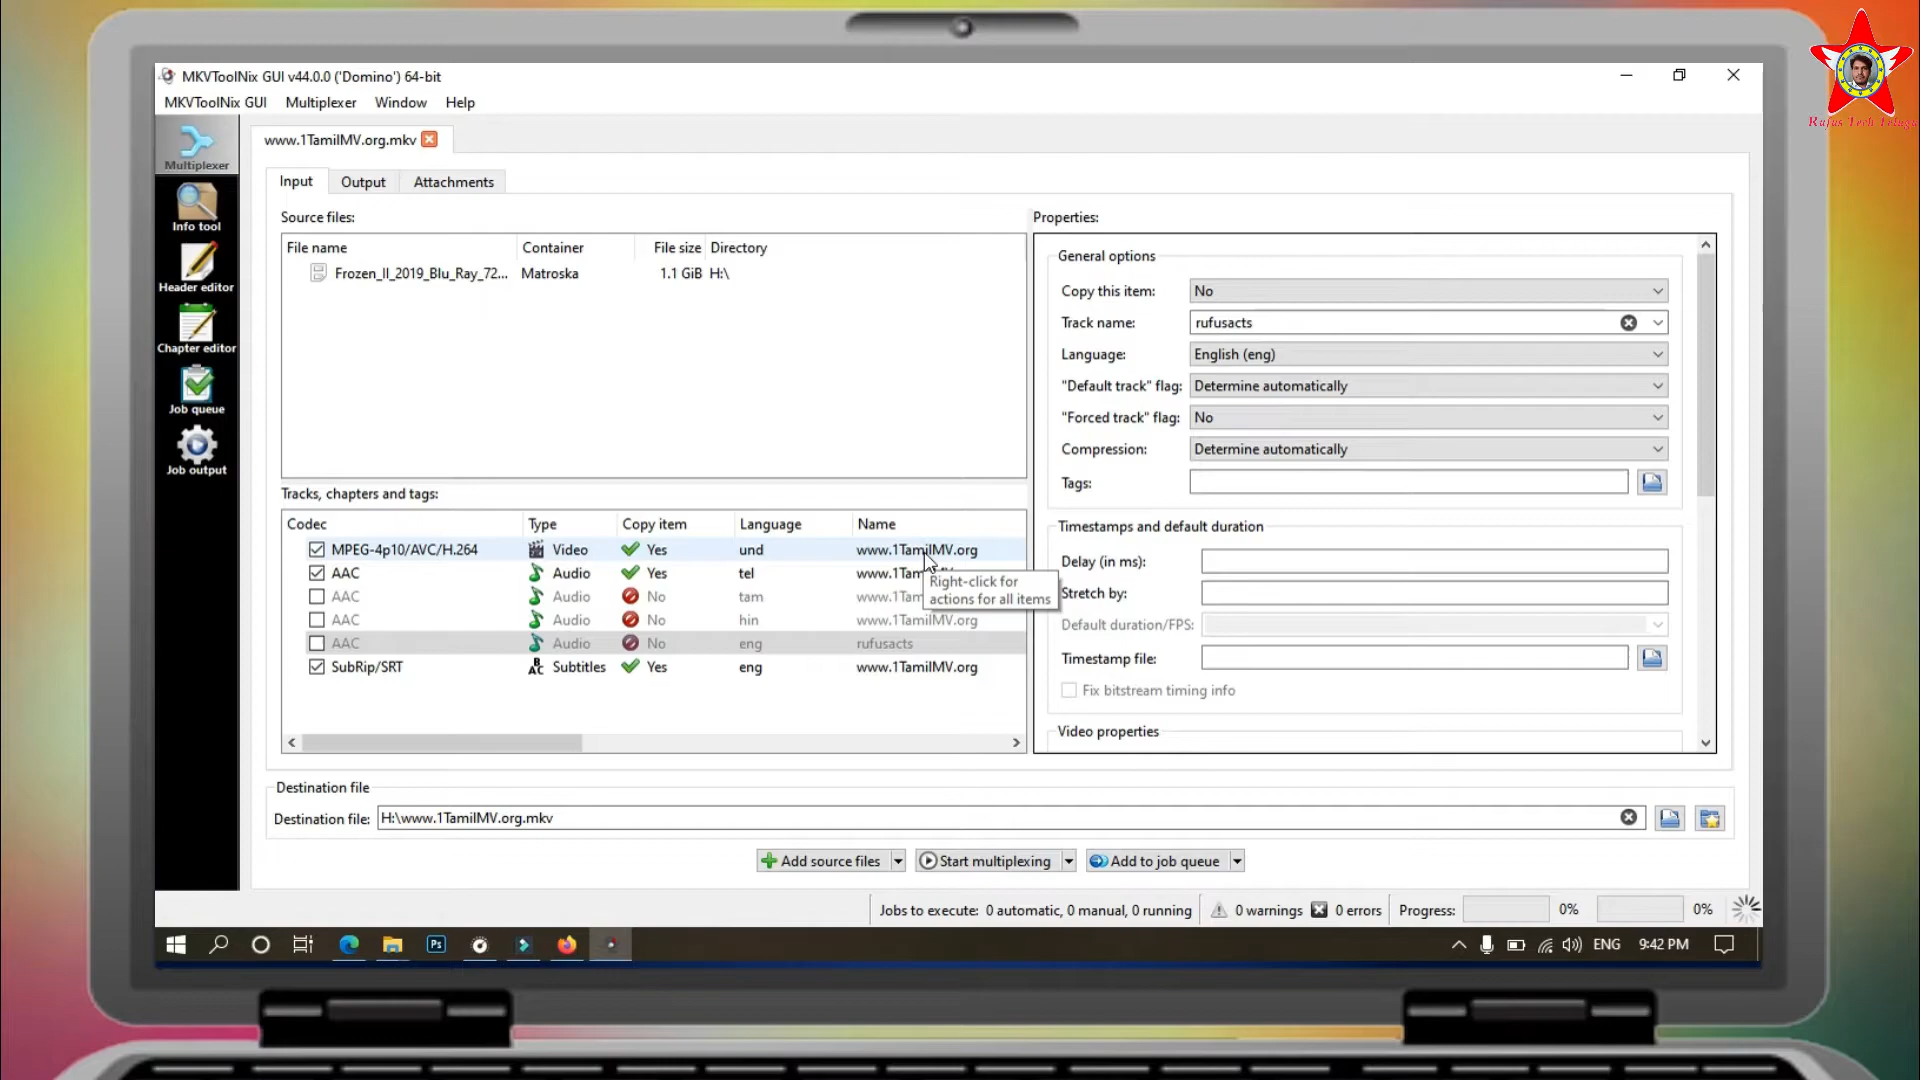 Rufus Tech Telugu
MKVToolNix GUI v44.0.0 ('Domino') 64-bit
MKVToolNix GUI Multiplexer Window Help
Multiplexer
Info tool
Header editor
Chapter editor
Job queue
Job output
www.1TamilMV.org.mkv
Input Output Attachments
Source files:
File name Container File size Directory
Frozen_II_2019_Blu_Ray_72... Matroska 1.1 GiB H:\
Tracks, chapters and tags:
Codec Type Copy item Language Name
MPEG-4p10/AVC/H.264 Video Yes und www.1TamilMV.org
AAC Audio Yes tel www.1Tam
AAC Audio No tam www.1Tam
AAC Audio No hin www.1TamilMV.org
AAC Audio No eng rufusacts
SubRip/SRT Subtitles Yes eng www.1TamilMV.org
Right-click for
actions for all items
Properties:
General options
Copy this item: No
Track name: rufusacts
Language: English (eng)
"Default track" flag: Determine automatically
"Forced track" flag: No
Compression: Determine automatically
Tags:
Timestamps and default duration
Delay (in ms):
Stretch by:
Default duration/FPS:
Timestamp file:
Fix bitstream timing info
Video properties
Destination file
Destination file: H:\www.1TamilMV.org.mkv
Add source files Start multiplexing Add to job queue
Jobs to execute: 0 automatic, 0 manual, 0 running 0 warnings 0 errors Progress: 0% 0%
Ps ENG 9:42 PM